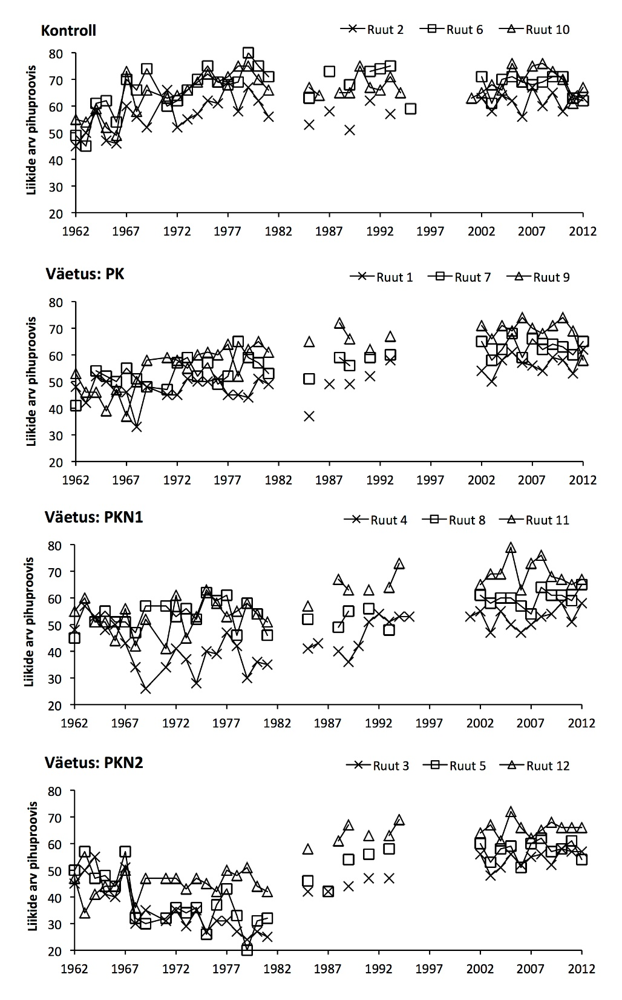 Kontroll
Ruut 2 Ruut 6 Ruut 10
Liikide arv pihuproovis
80
70
60
50
40
30
20
1962 1967 1972 1977 1982 1987 1992 1997 2002 2007 2012
Väetus: PK
Ruut 1 Ruut 7 Ruut 9
Liikide arv pihuproovis
80
70
60
50
40
30
20
1962 1967 1972 1977 1982 1987 1992 1997 2002 2007 2012
Väetus: PKN1
Ruut 4 Ruut 8 Ruut 11
Liikide arv pihuproovis
80
70
60
50
40
30
20
1962 1967 1972 1977 1982 1987 1992 1997 2002 2007 2012
Väetus: PKN2
Ruut 3 Ruut 5 Ruut 12
Liikide arv pihuproovis
80
70
60
50
40
30
20
1962 1967 1972 1977 1982 1987 1992 1997 2002 2007 2012